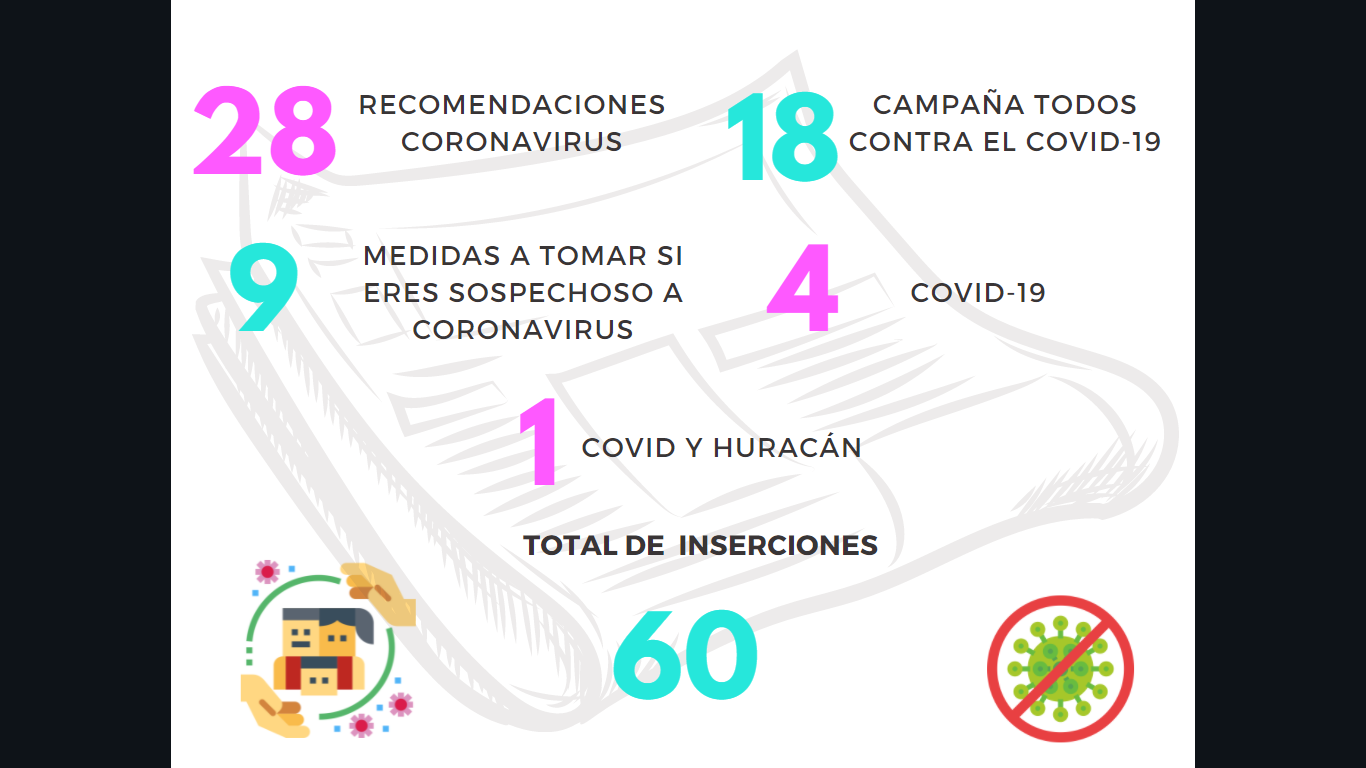 28
RECOMENDACIONES
CORONAVIRUS
18
CAMPAÑA TODOS
CONTRA EL COVID-19
9
MEDIDAS A TOMAR SI
ERES SOSPECHOSO A
CORONAVIRUS
4
COVID-19
1
COVID Y HURACÁN
TOTAL DE INSERCIONES
60